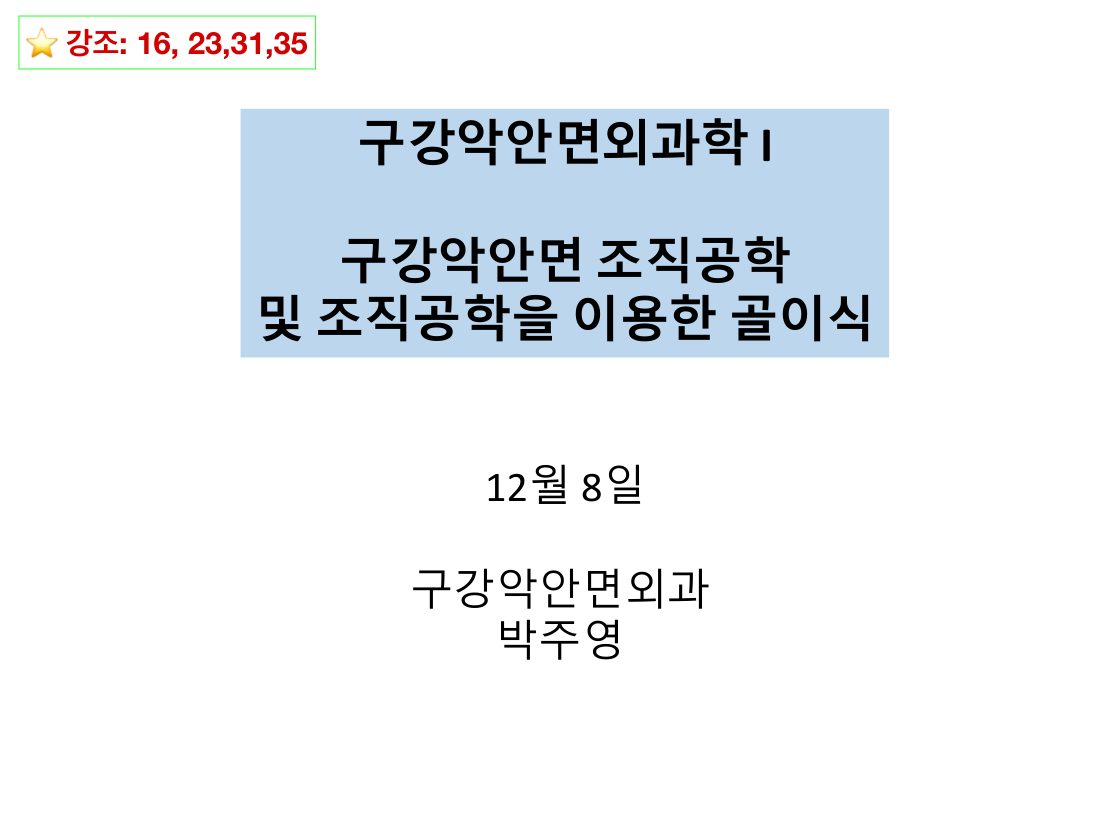 ⭐ 강조: 16, 23,31,35
구강악안면외과학 I
구강악안면 조직공학
및 조직공학을 이용한 골이식
12월 8일
구강악안면외과
박주영